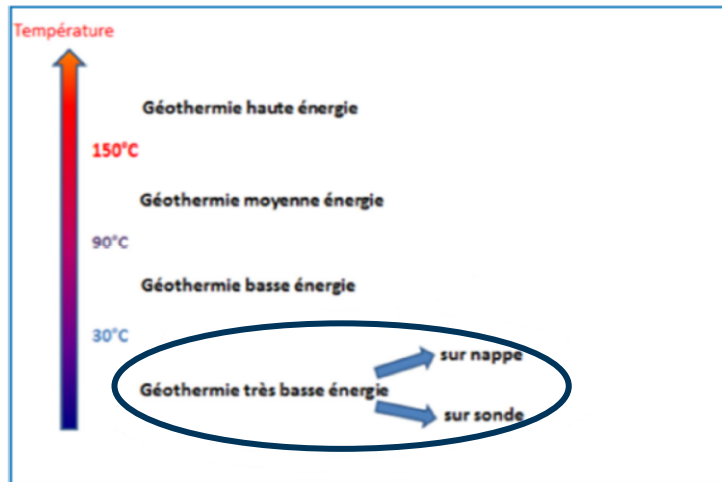 Température
Géothermie haute énergie
150°C
Géothermie moyenne énergie
90°C
Géothermie basse énergie
30°C
sur nappe
Géothermie très basse énergie
sur sonde